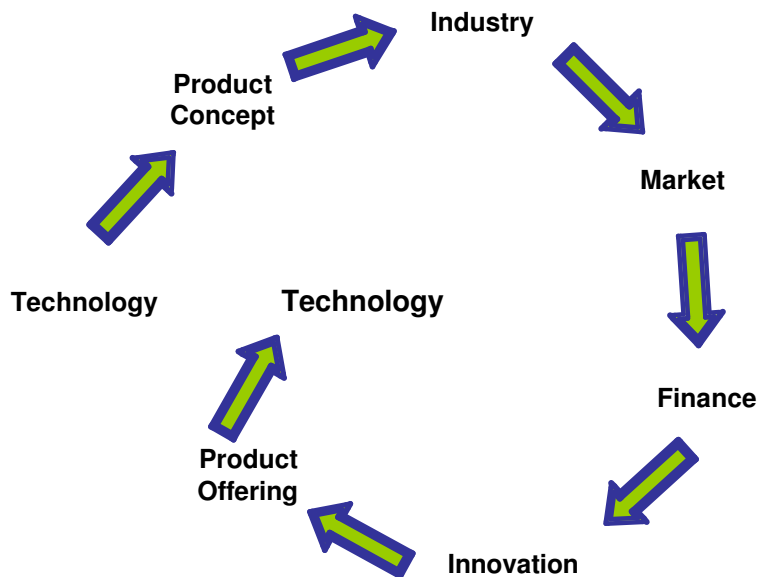 Industry
Product
Concept
Market
Technology
Technology
Finance
Product
Offering
Innovation